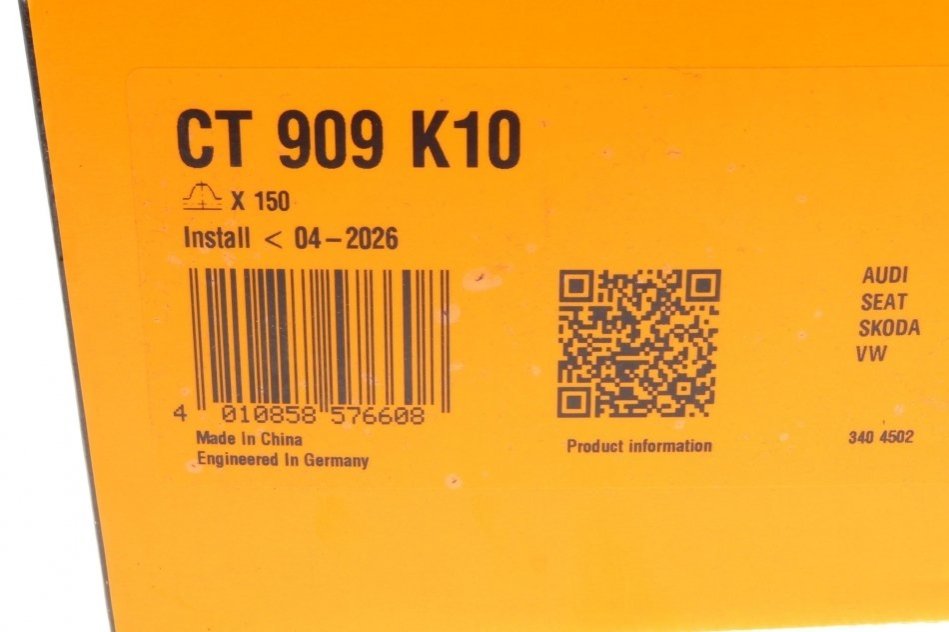 CT 909 K10
X 150
Install < 04-2026
4 010858 576608
Made In China
Engineered In Germany
Product information
AUDI
SEAT
SKODA
VW
340 4502